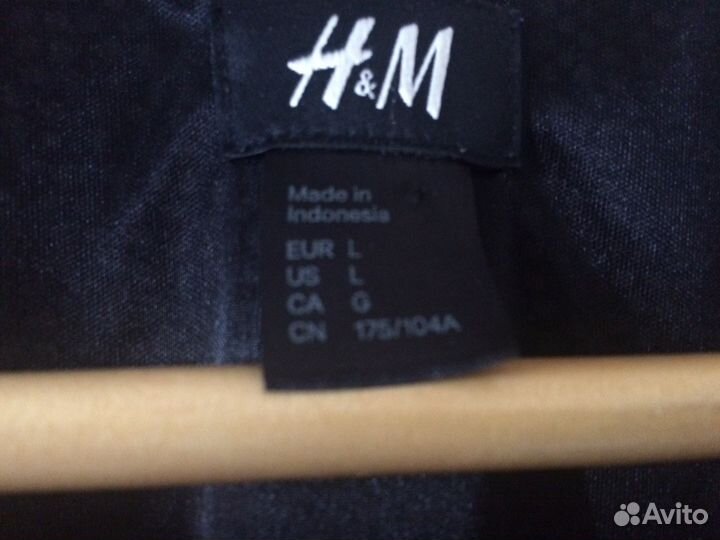 H&M
Made in
Indonesia
EUR L
US L
CA G
CN 175/104A
Avito